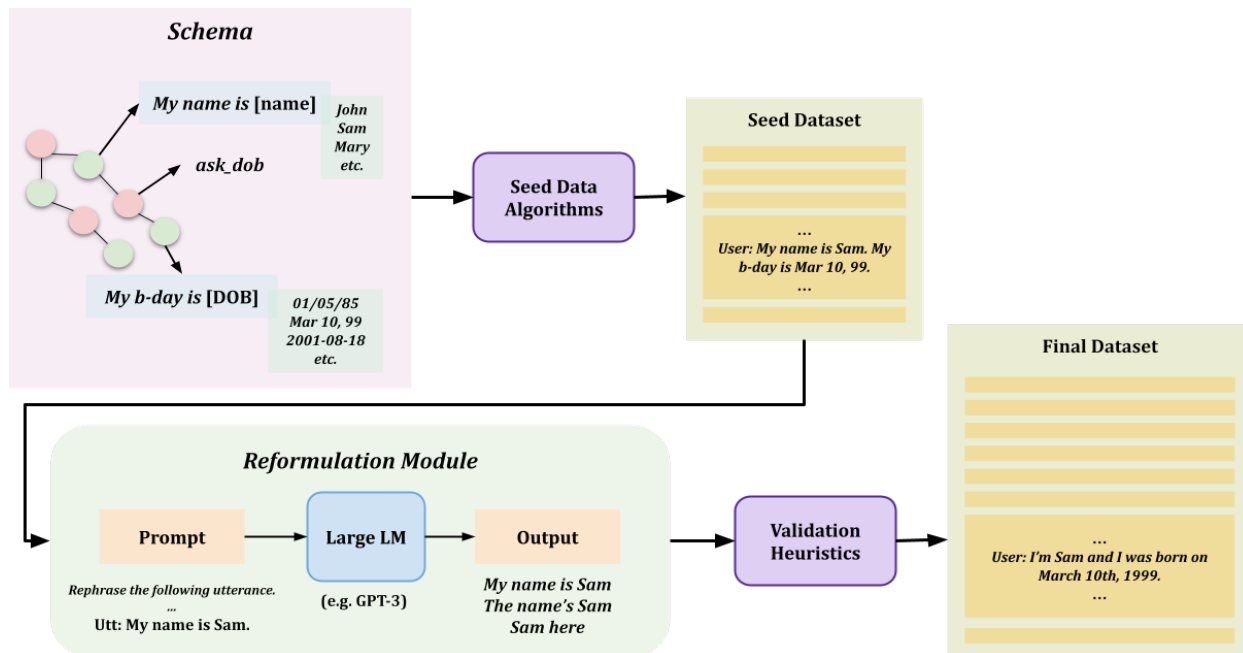 Schema
My name is [name]
John
Sam
Mary
etc.
ask_dob
My b-day is [DOB]
01/05/85
Mar 10, 99
2001-08-18
etc.
Seed Data
Algorithms
Seed Dataset
...
User: My name is Sam. My
b-day is Mar 10, 99.
...
Reformulation Module
Prompt
Rephrase the following utterance.
...
Utt: My name is Sam.
Large LM
(e.g. GPT-3)
Output
My name is Sam
The name's Sam
Sam here
Validation
Heuristics
Final Dataset
...
User: I'm Sam and I was born on
March 10th, 1999.
...